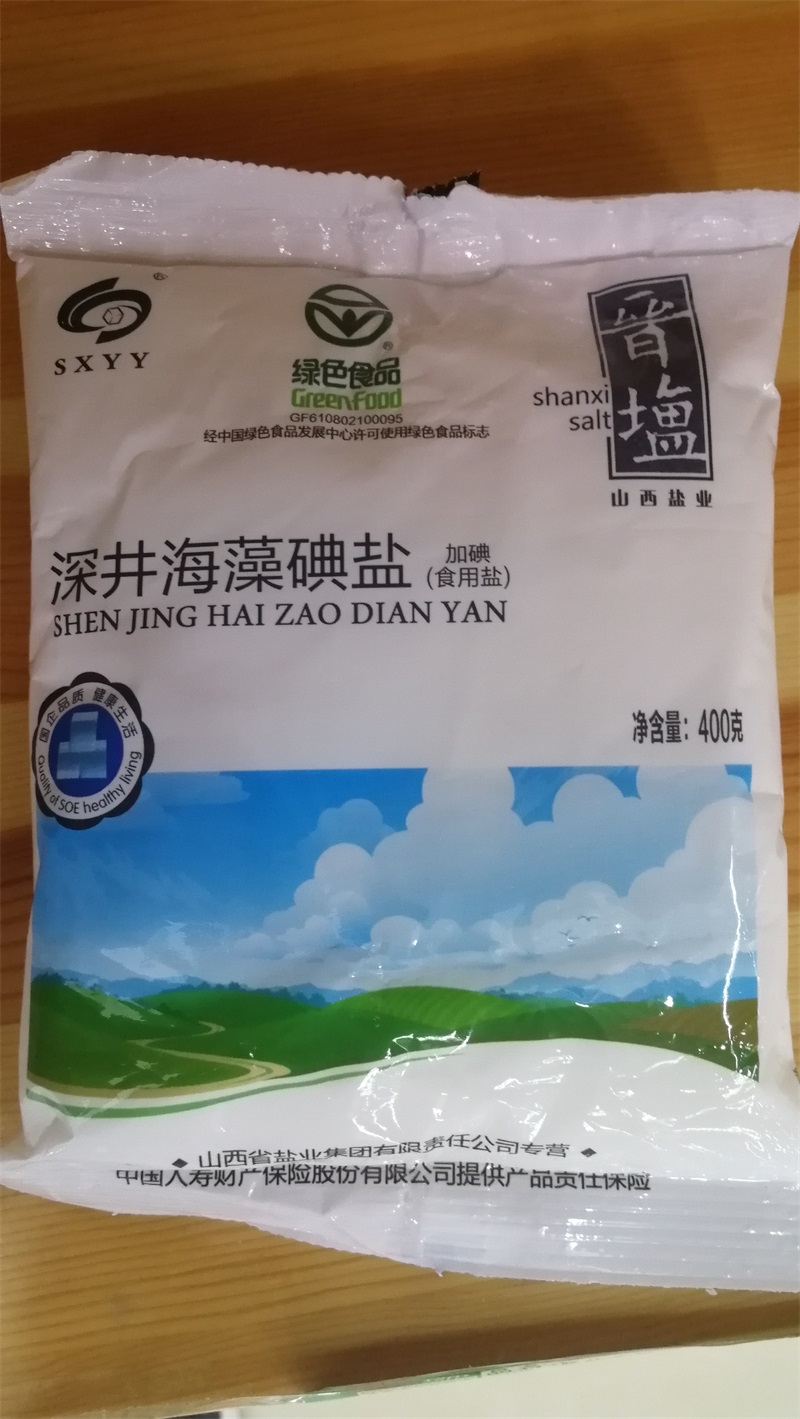 SXYY
绿色食品
Greenfood
GF610802100095
经中国绿色食品发展中心许可使用绿色食品标志
晋塩
shanxi
salt
山西盐业
深井海藻碘盐
加碘
(食用盐)
SHEN JING HAI ZAO DIAN YAN
国企品质 健康生活
Quality of SOE healthy living
净含量：400克
◆ 山西省盐业集团有限责任公司专营 ◆
中国人寿财产保险股份有限公司提供产品责任保险